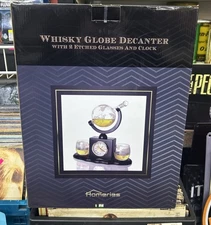 Whisky Globe Decanter
with 2 Etched Glasses and Clock
Homeries